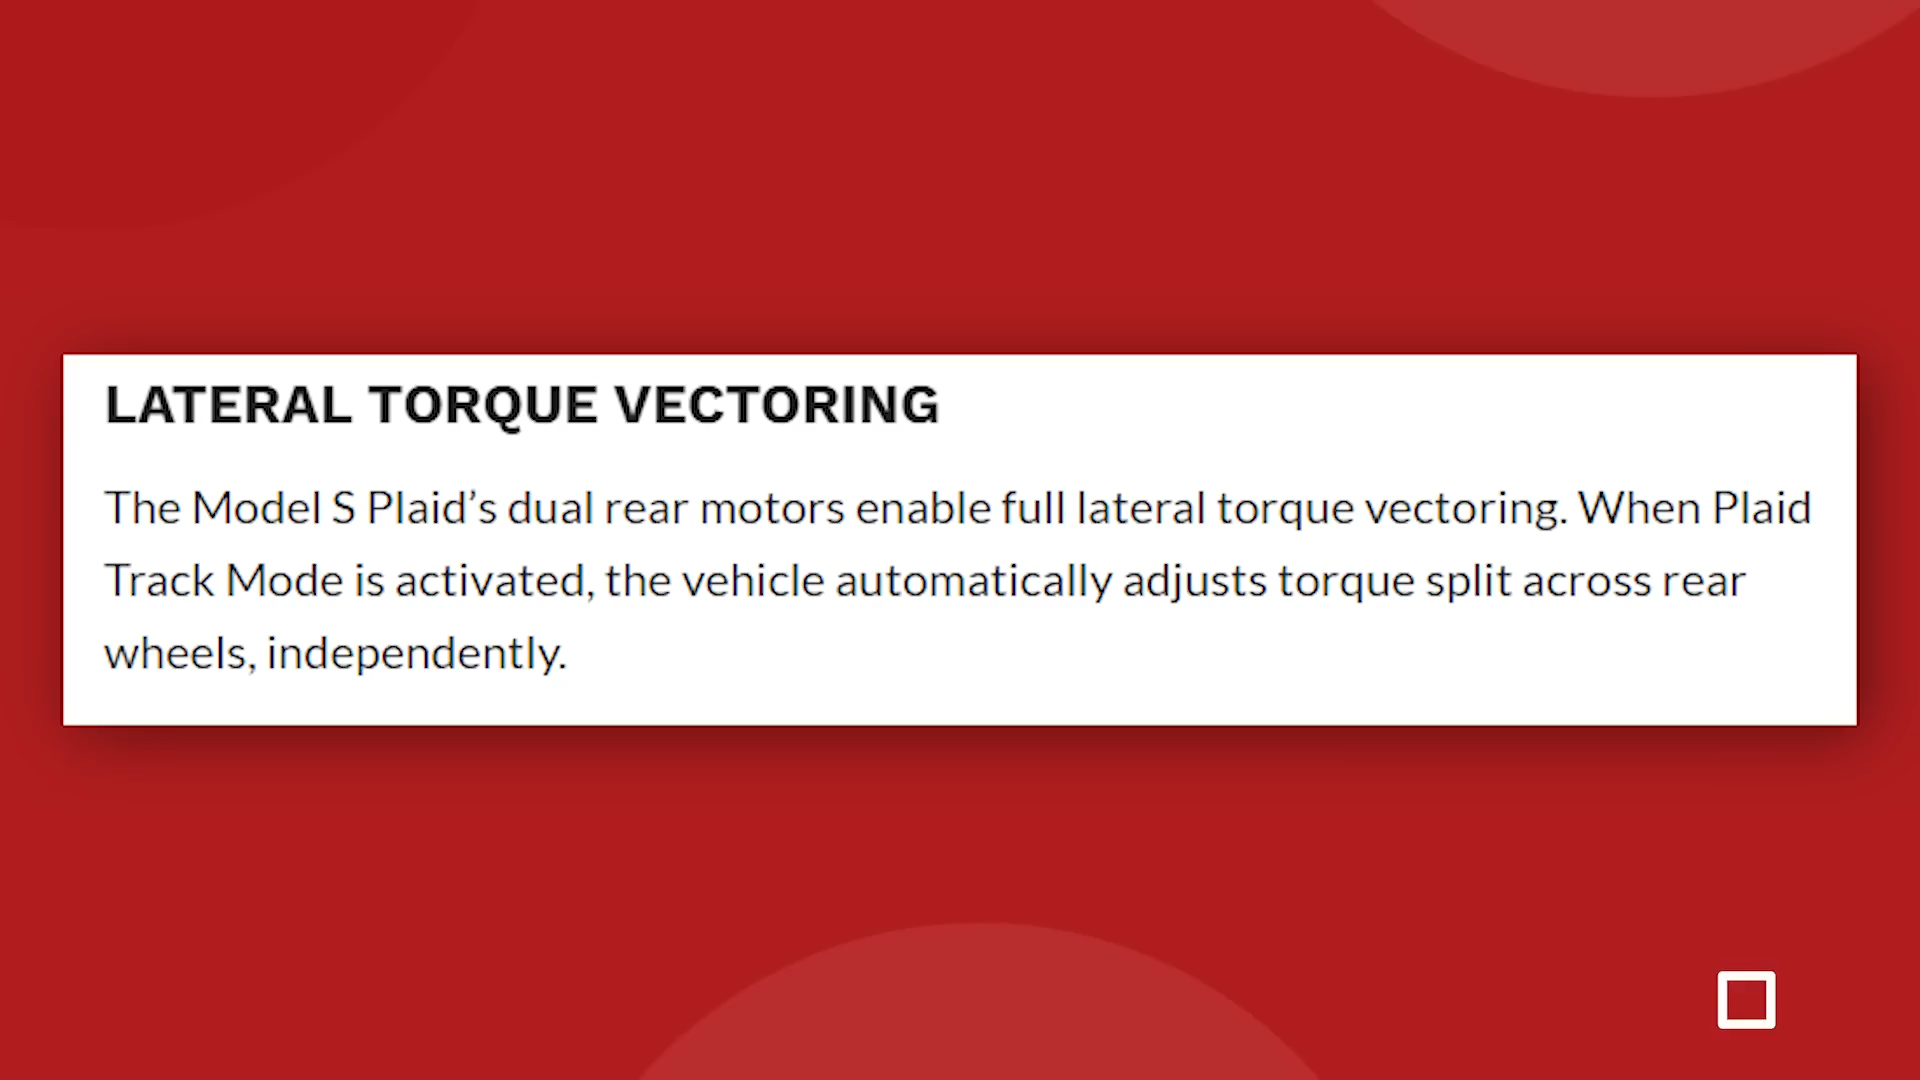 LATERAL TORQUE VECTORING
The Model S Plaid’s dual rear motors enable full lateral torque vectoring. When Plaid
Track Mode is activated, the vehicle automatically adjusts torque split across rear
wheels, independently.